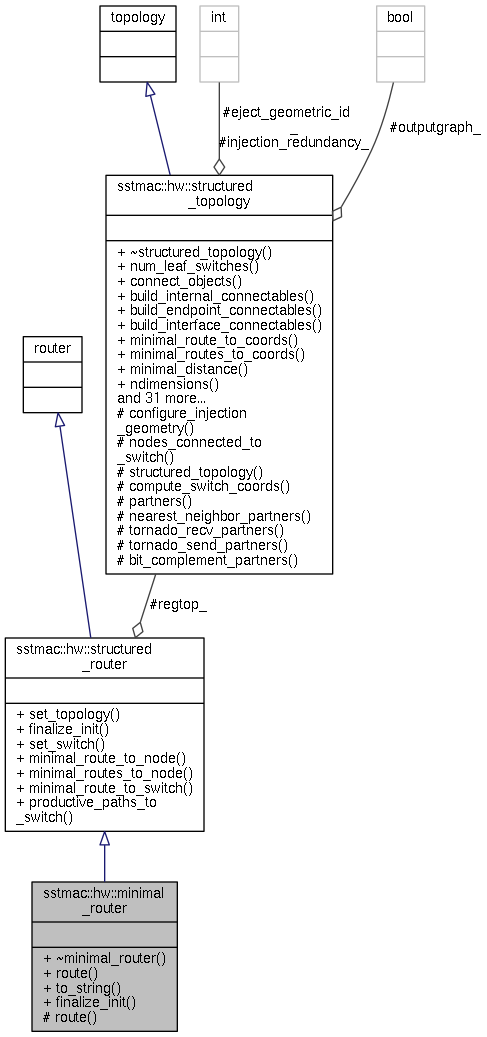 topology
int
bool
#eject_geometric_id
_
#injection_redundancy_
#outputgraph_
sstmac::hw::structured
_topology
+ ~structured_topology()
+ num_leaf_switches()
+ connect_objects()
+ build_internal_connectables()
+ build_endpoint_connectables()
+ build_interface_connectables()
+ minimal_route_to_coords()
+ minimal_routes_to_coords()
+ minimal_distance()
+ ndimensions()
and 31 more...
# configure_injection
_geometry()
# nodes_connected_to
_switch()
# structured_topology()
# compute_switch_coords()
# partners()
# nearest_neighbor_partners()
# tornado_recv_partners()
# tornado_send_partners()
# bit_complement_partners()
router
#regtop_
sstmac::hw::structured
_router
+ set_topology()
+ finalize_init()
+ set_switch()
+ minimal_route_to_node()
+ minimal_routes_to_node()
+ minimal_route_to_switch()
+ productive_paths_to
_switch()
sstmac::hw::minimal
_router
+ ~minimal_router()
+ route()
+ to_string()
+ finalize_init()
# route()